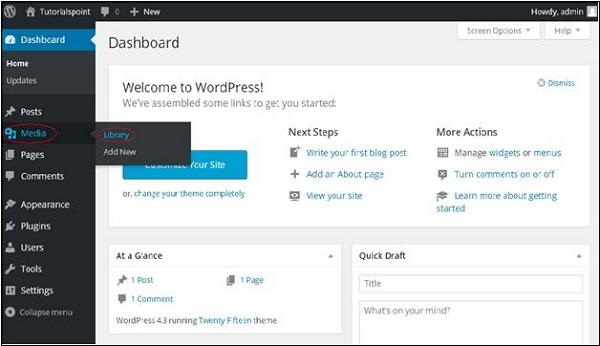 Tutorialspoint 0 + New Howdy, admin
Dashboard
Home
Updates
Posts
Media
Library
Add New
Pages
Comments
Appearance
Plugins
Users
Tools
Settings
Collapse menu
Screen Options Help
Dashboard
Welcome to WordPress!
Dismiss
We've assembled some links to get you started:
Customize Your Site
or, change your theme completely
Next Steps
Write your first blog post
Add an About page
View your site
More Actions
Manage widgets or menus
Turn comments on or off
Learn more about getting
started
At a Glance
1 Post 1 Page
1 Comment
WordPress 4.3 running Twenty Fifteen theme
Quick Draft
Title
What's on your mind?